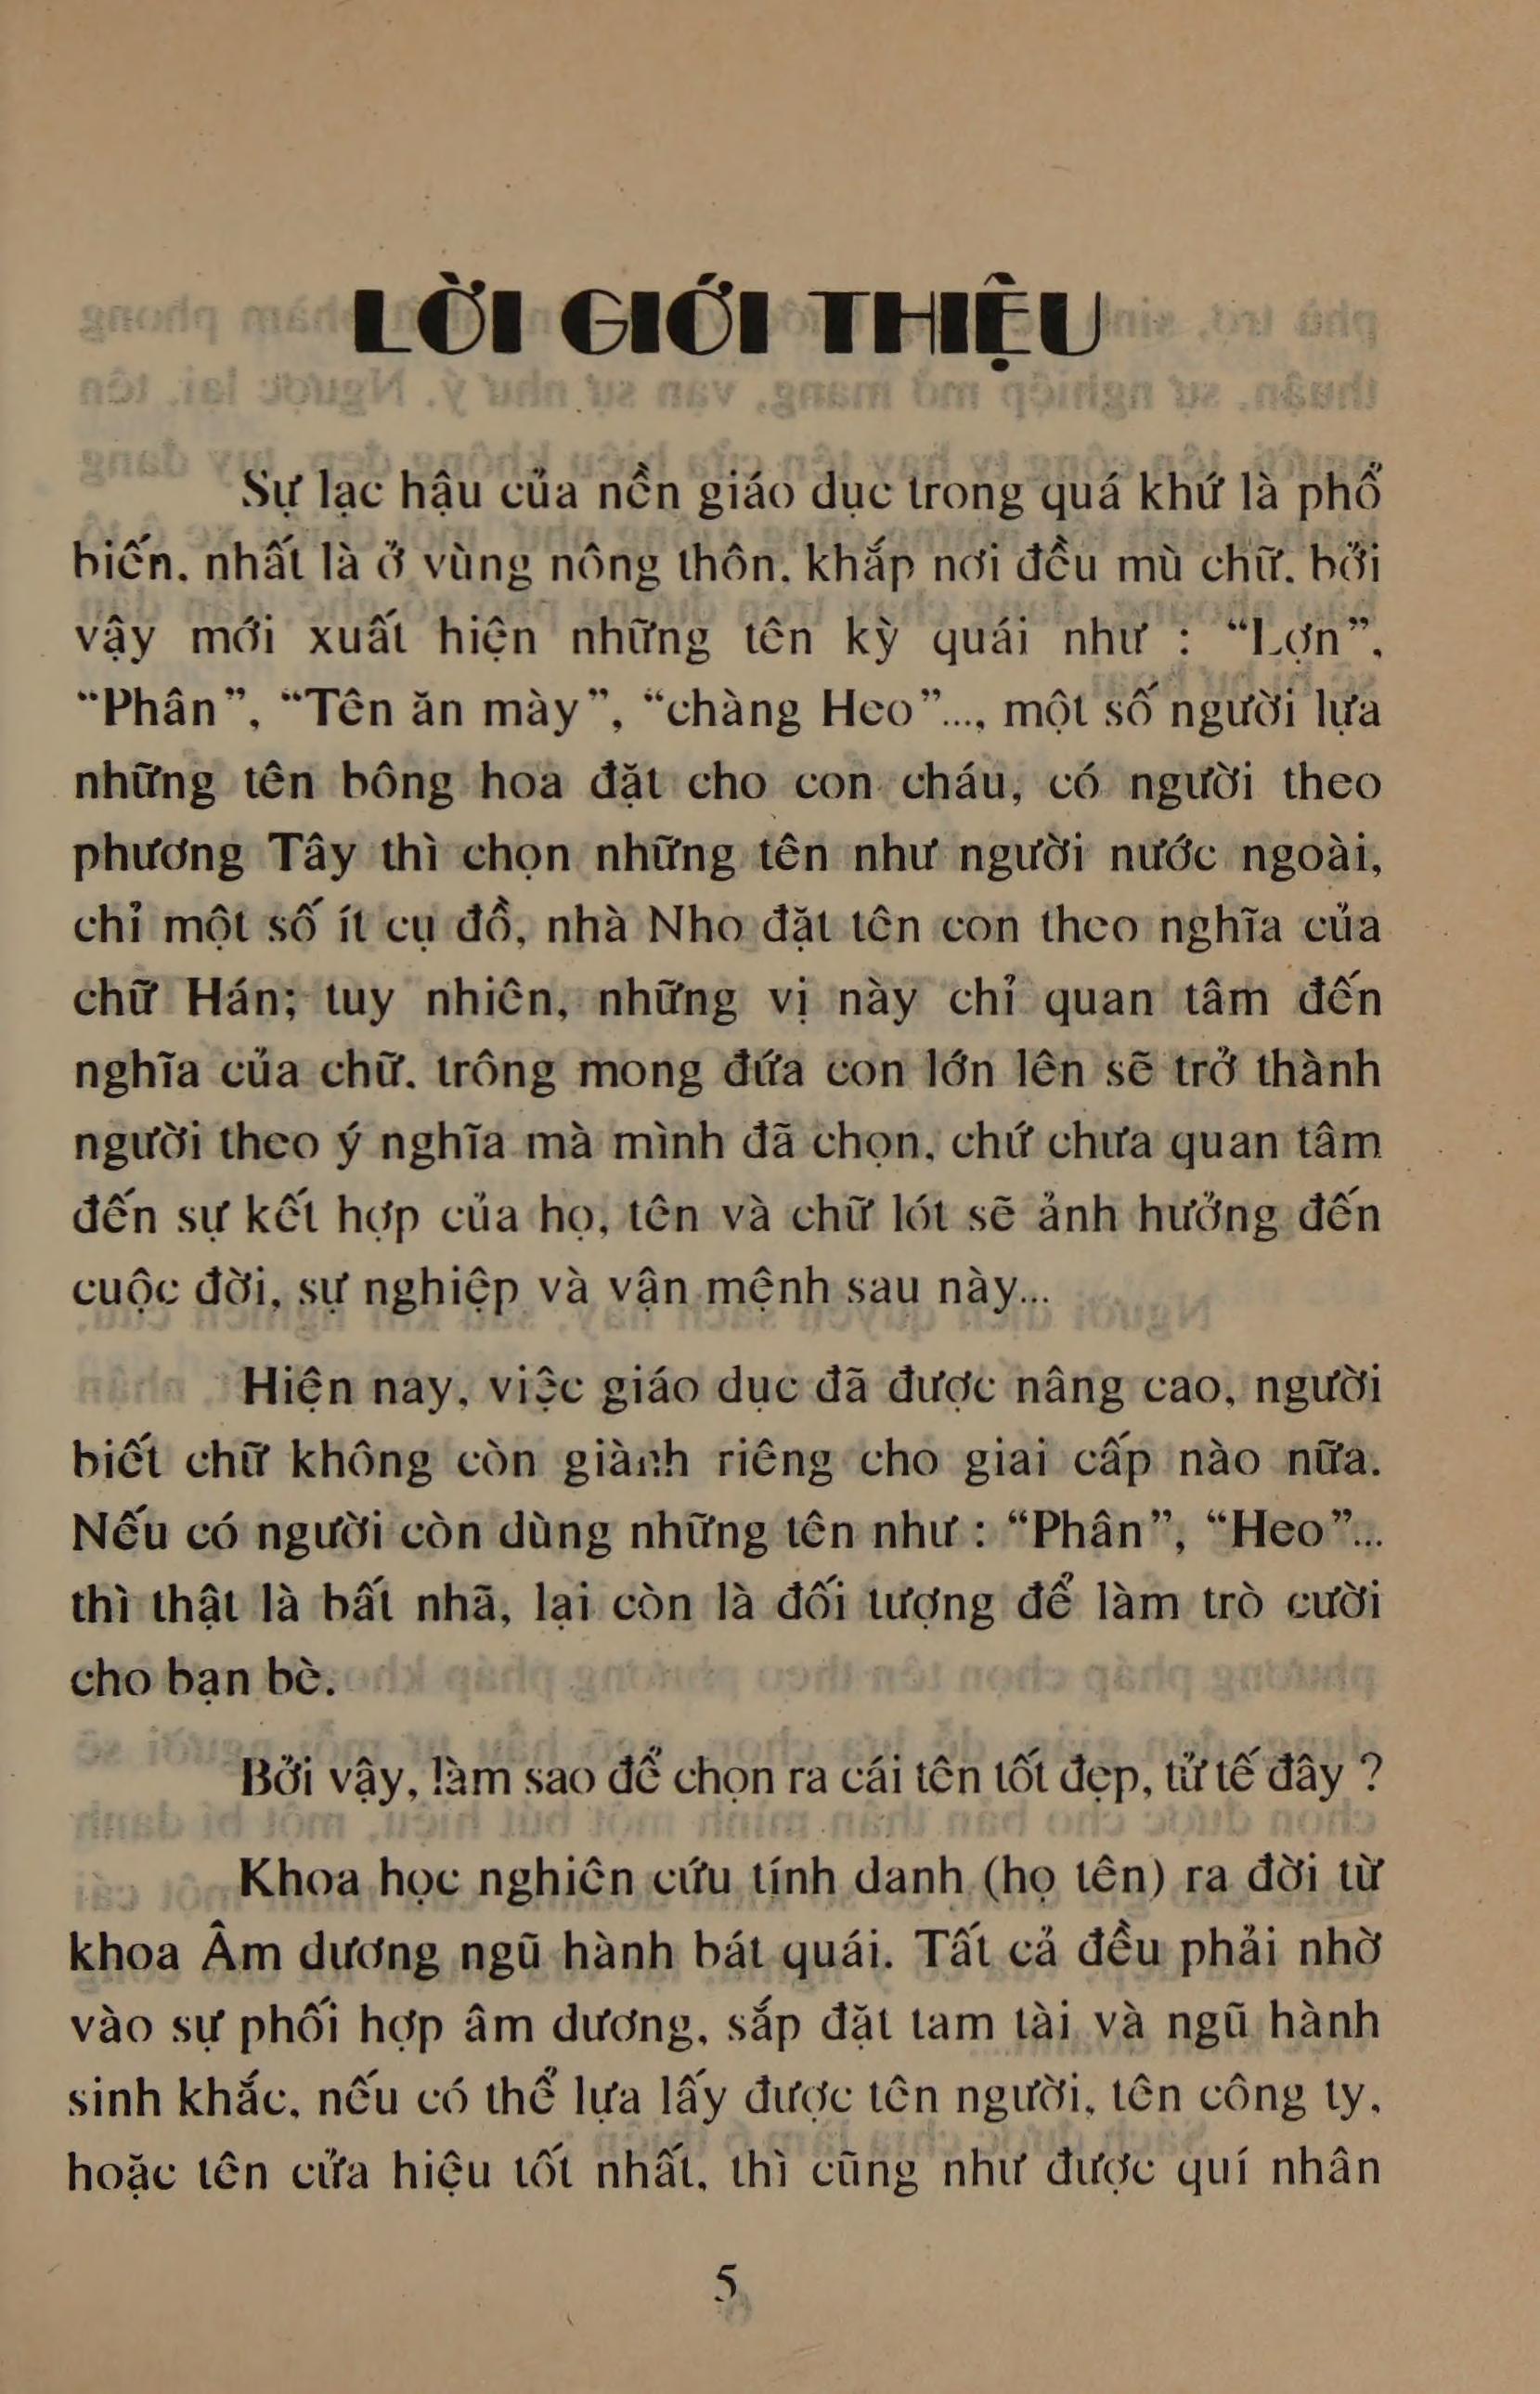 LỜI GIỚI THIỆU
Sự lạc hậu của nền giáo dục trong quá khứ là phổ
biến, nhất là ở vùng nông thôn, khắp nơi đều mù chữ, bởi
vậy mới xuất hiện những tên kỳ quái như : “Lợn”,
“Phân”, “Tên ăn mày”, “chàng Heo”..., một số người lựa
những tên bông hoa đặt cho con cháu, có người theo
phương Tây thì chọn những tên như người nước ngoài,
chỉ một số ít cụ đồ, nhà Nho đặt tên con theo nghĩa của
chữ Hán; tuy nhiên, những vị này chỉ quan tâm đến
nghĩa của chữ, trông mong đứa con lớn lên sẽ trở thành
người theo ý nghĩa mà mình đã chọn, chứ chưa quan tâm
đến sự kết hợp của họ, tên và chữ lót sẽ ảnh hưởng đến
cuộc đời, sự nghiệp và vận mệnh sau này...
Hiện nay, việc giáo dục đã được nâng cao, người
biết chữ không còn giành riêng cho giai cấp nào nữa.
Nếu có người còn dùng những tên như : “Phân”, “Heo”...
thì thật là bất nhã, lại còn là đối tượng để làm trò cười
cho bạn bè.
Bởi vậy, làm sao để chọn ra cái tên tốt đẹp, tử tế đây ?
Khoa học nghiên cứu tính danh (họ tên) ra đời từ
khoa Âm dương ngũ hành bát quái. Tất cả đều phải nhờ
vào sự phối hợp âm dương, sắp đặt tam tài và ngũ hành
sinh khắc, nếu có thể lựa lấy được tên người, tên công ty,
hoặc tên cửa hiệu tốt nhất, thì cũng như được quí nhân
5